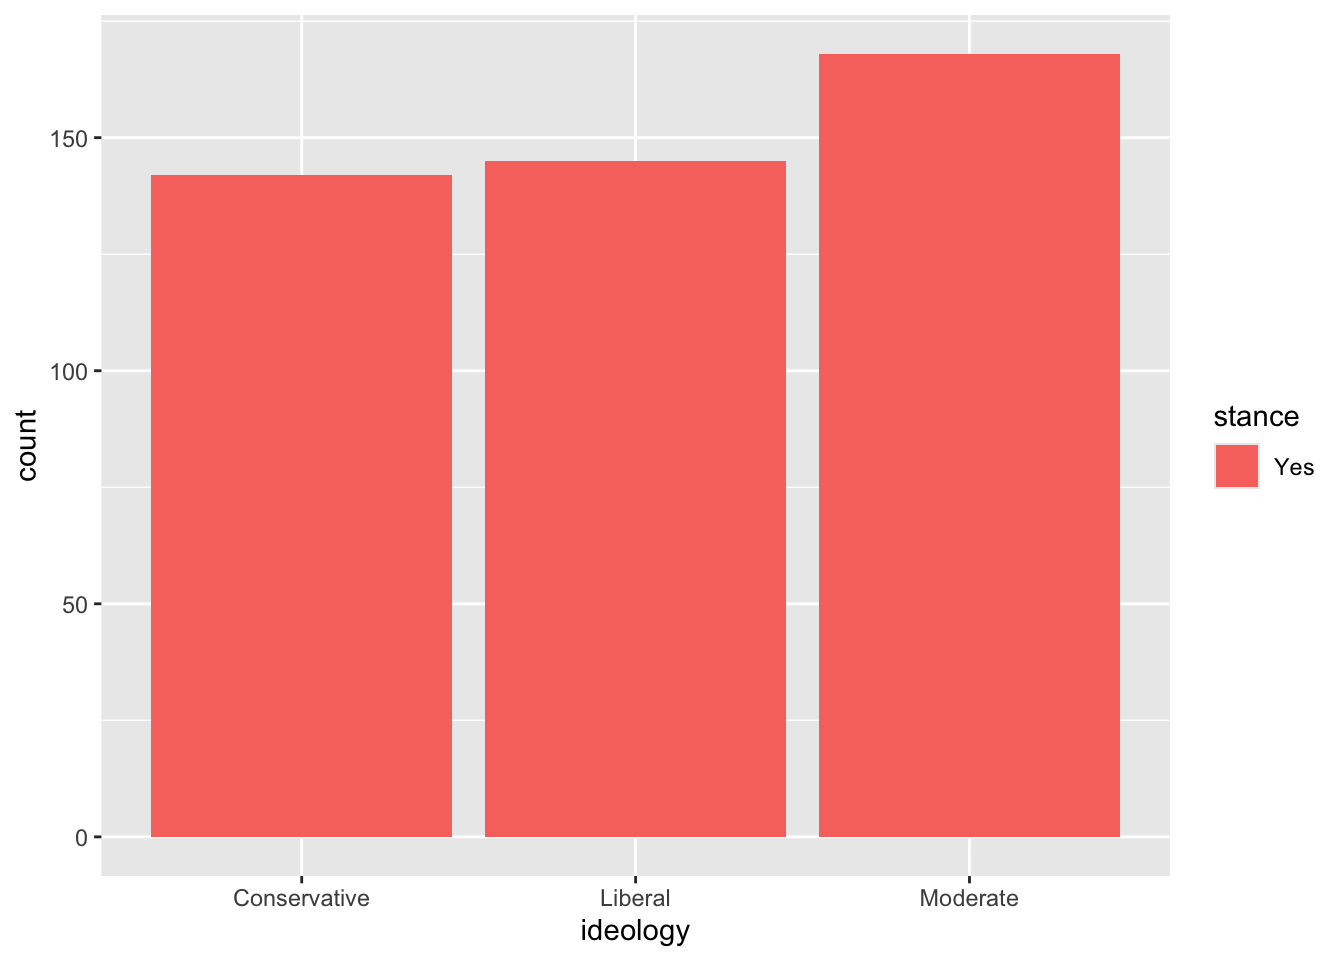 150
100
50
0
count
Conservative
Liberal
Moderate
ideology
stance
Yes